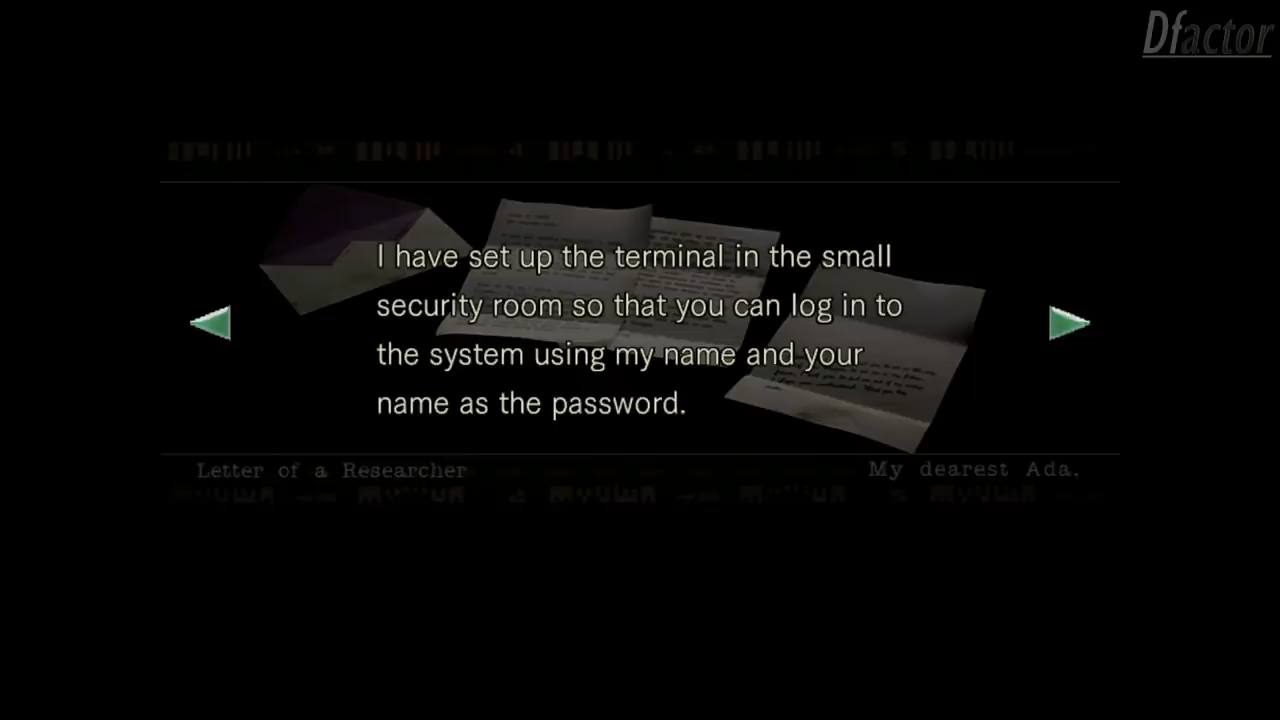 Dfactor
I have set up the terminal in the small
security room so that you can log in to
the system using my name and your
name as the password.
Letter of a Researcher
My dearest Ada.